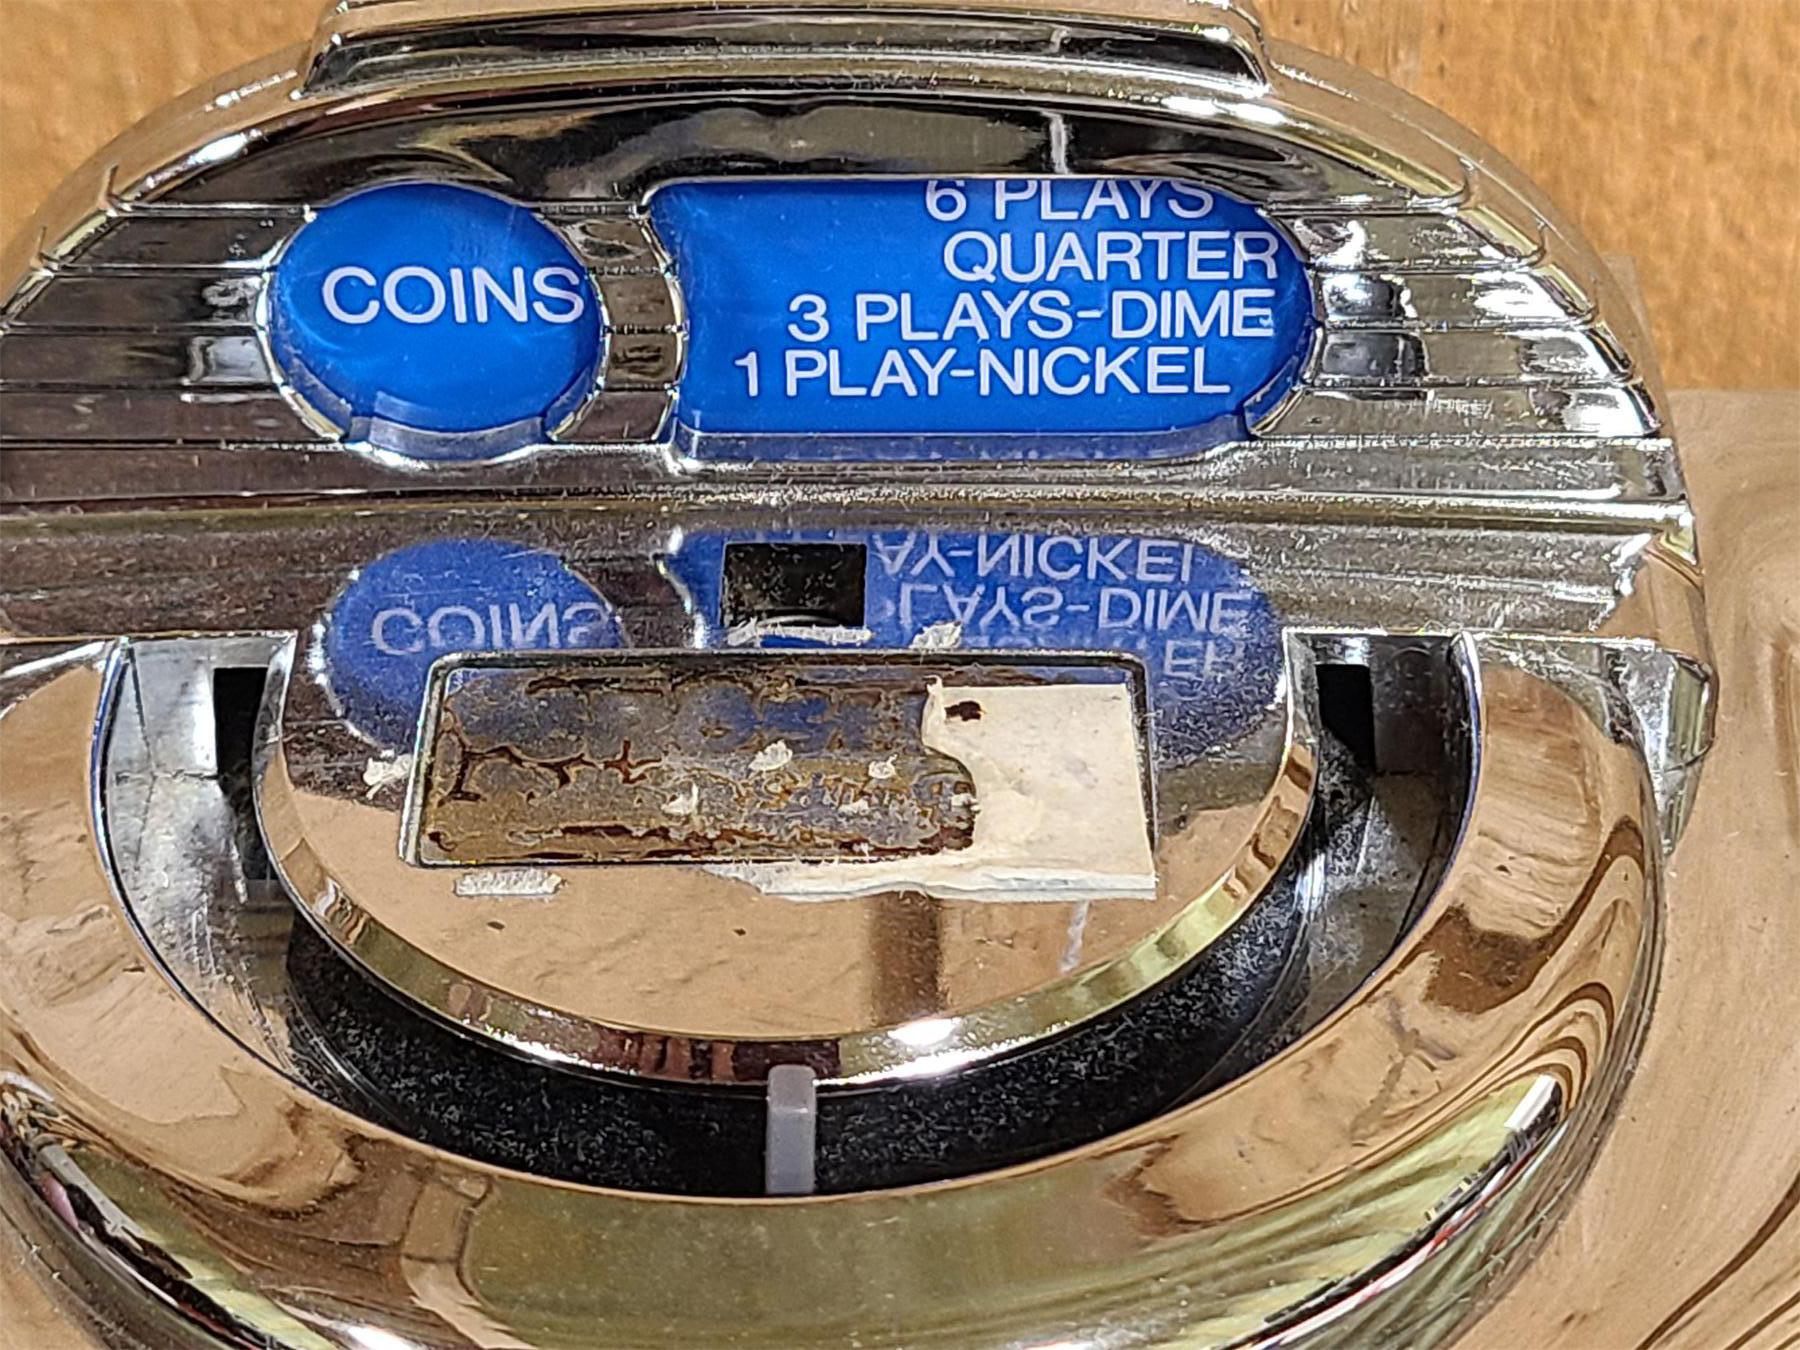 COINS
6 PLAYS
QUARTER
3 PLAYS-DIME
1 PLAY-NICKEL